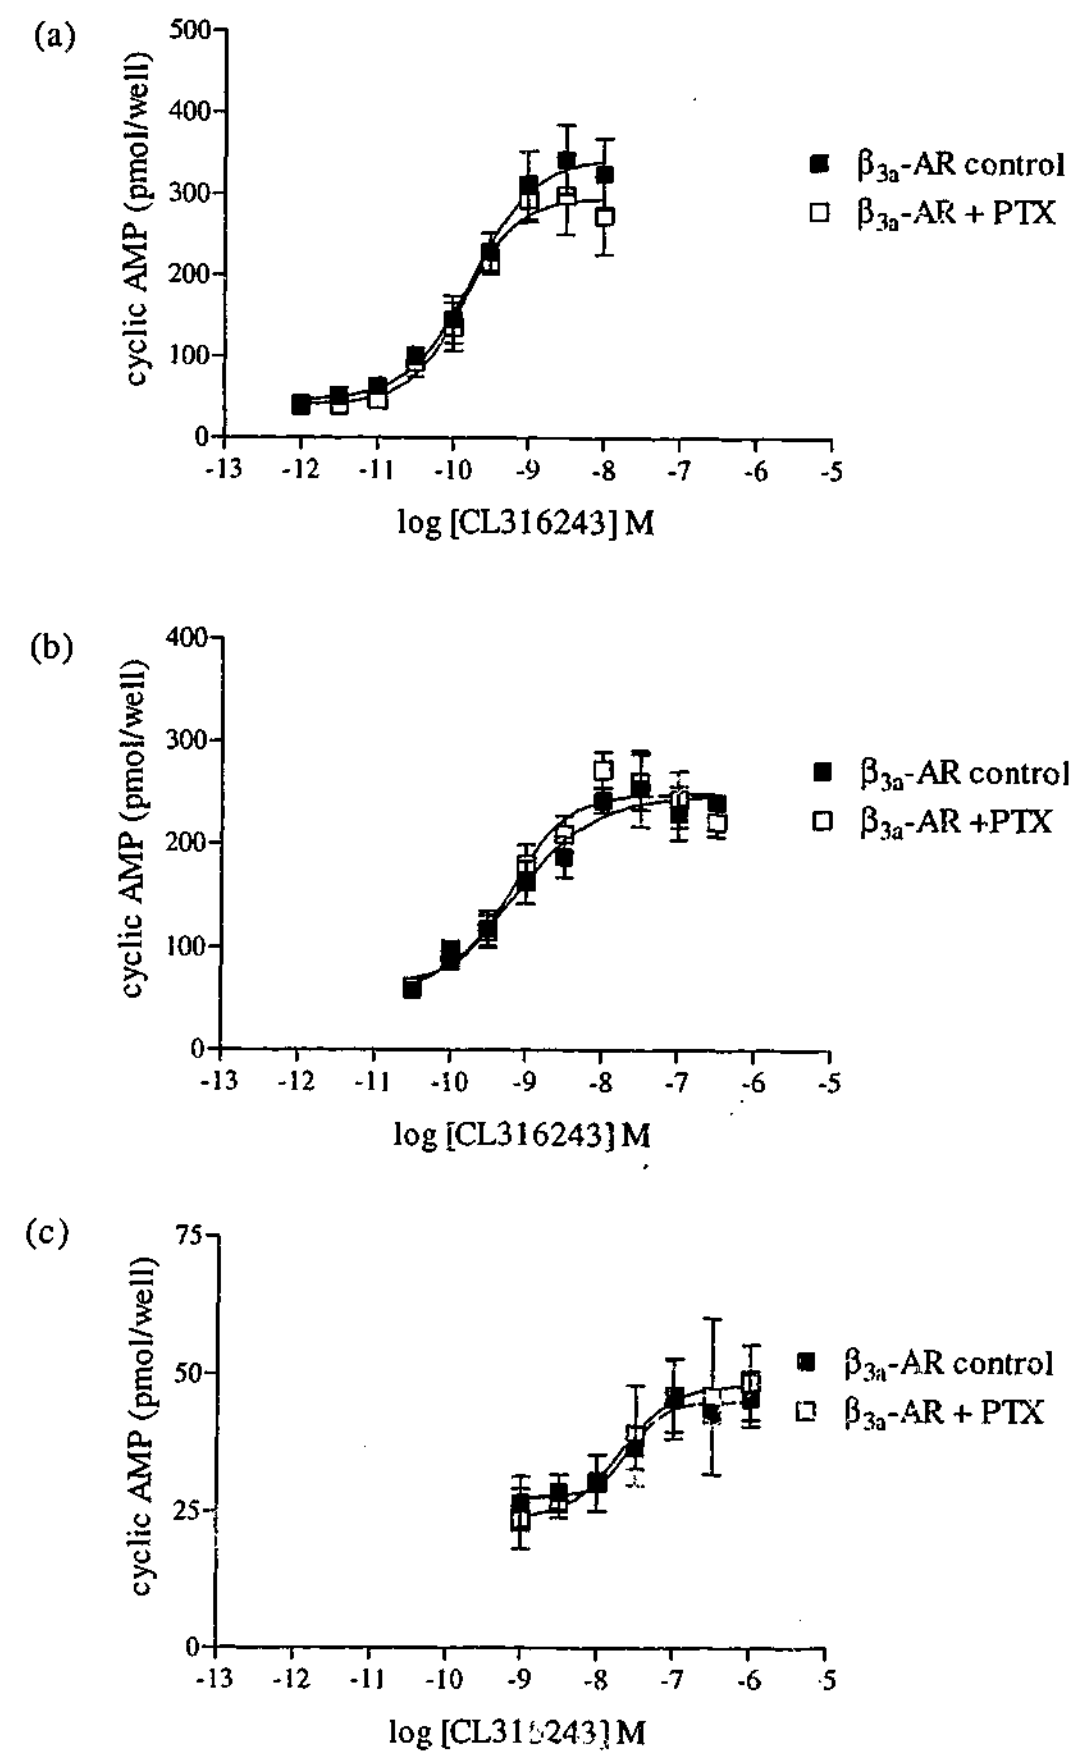 (a)
cyclic AMP (pmol/well)
500
400
300
200
100
0
-13 -12 -11 -10 -9 -8 -7 -6 -5
log [CL316243] M
■ β3a-AR control
□ β3a-AR + PTX
(b)
cyclic AMP (pmol/well)
400
300
200
100
0
-13 -12 -11 -10 -9 -8 -7 -6 -5
log [CL316243] M
■ β3a-AR control
□ β3a-AR +PTX
(c)
cyclic AMP (pmol/well)
75
50
25
0
-13 -12 -11 -10 -9 -8 -7 -6 -5
log [CL316243] M
■ β3a-AR control
□ β3a-AR + PTX